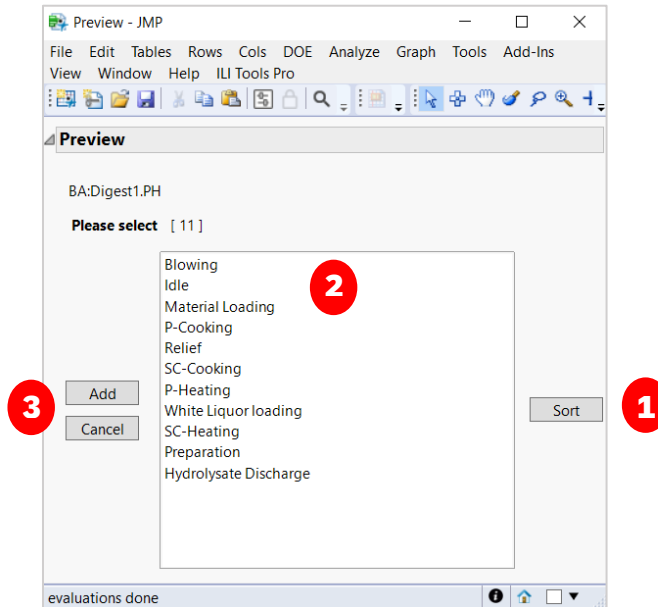 Preview - JMP
File Edit Tables Rows Cols DOE Analyze Graph Tools Add-Ins
View Window Help ILI Tools Pro
Preview
BA:Digest1.PH
Please select [ 11 ]
Blowing
Idle
2
Material Loading
P-Cooking
Relief
SC-Cooking
P-Heating
White Liquor loading
SC-Heating
Preparation
Hydrolysate Discharge
3
Add
Cancel
Sort
1
evaluations done